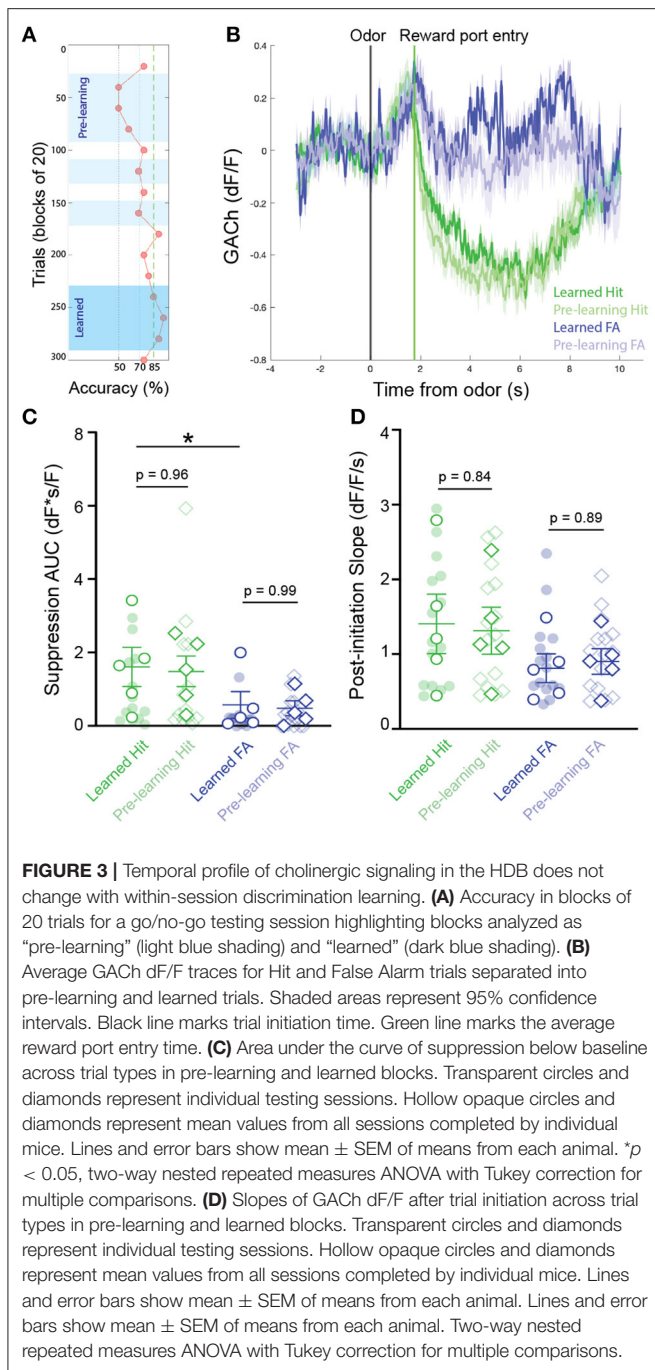 A
Trials (blocks of 20)
0
50
100
150
200
250
300
Pre-learning
Learned
50 70 85
Accuracy (%)
B
Odor Reward port entry
GACh (dF/F)
0.4
0.2
0
-0.2
-0.4
-0.6
-0.8
Learned Hit
Pre-learning Hit
Learned FA
Pre-learning FA
-4 -2 0 2 4 6 8 10
Time from odor (s)
C
Suppression AUC (dF*s/F)
8
6
4
2
0
*
p = 0.96
p = 0.99
Learned Hit
Pre-learning Hit
Learned FA
Pre-learning FA
D
Post-initiation Slope (dF/F/s)
4
3
2
1
0
p = 0.84
p = 0.89
Learned Hit
Pre-learning Hit
Learned FA
Pre-learning FA
FIGURE 3 | Temporal profile of cholinergic signaling in the HDB does not
change with within-session discrimination learning. (A) Accuracy in blocks of
20 trials for a go/no-go testing session highlighting blocks analyzed as
“pre-learning” (light blue shading) and “learned” (dark blue shading). (B)
Average GACh dF/F traces for Hit and False Alarm trials separated into
pre-learning and learned trials. Shaded areas represent 95% confidence
intervals. Black line marks trial initiation time. Green line marks the average
reward port entry time. (C) Area under the curve of suppression below baseline
across trial types in pre-learning and learned blocks. Transparent circles and
diamonds represent individual testing sessions. Hollow opaque circles and
diamonds represent mean values from all sessions completed by individual
mice. Lines and error bars show mean ± SEM of means from each animal. *p
< 0.05, two-way nested repeated measures ANOVA with Tukey correction for
multiple comparisons. (D) Slopes of GACh dF/F after trial initiation across trial
types in pre-learning and learned blocks. Transparent circles and diamonds
represent individual testing sessions. Hollow opaque circles and diamonds
represent mean values from all sessions completed by individual mice. Lines
and error bars show mean ± SEM of means from each animal. Lines and error
bars show mean ± SEM of means from each animal. Two-way nested
repeated measures ANOVA with Tukey correction for multiple comparisons.